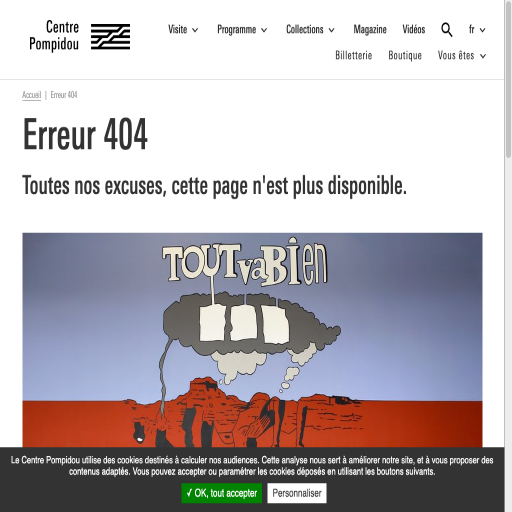 Centre
Pompidou
Visite
Programme
Collections
Magazine
Vidéos
fr
Billetterie
Boutique
Vous êtes
Accueil | Erreur 404
Erreur 404
Toutes nos excuses, cette page n'est plus disponible.
TOUT va BIen
Le Centre Pompidou utilise des cookies destinés à calculer nos audiences. Cette analyse nous sert à améliorer notre site, et à vous proposer des
contenus adaptés. Vous pouvez accepter ou paramétrer les cookies déposés en utilisant les boutons suivants.
✓ OK, tout accepter
Personnaliser